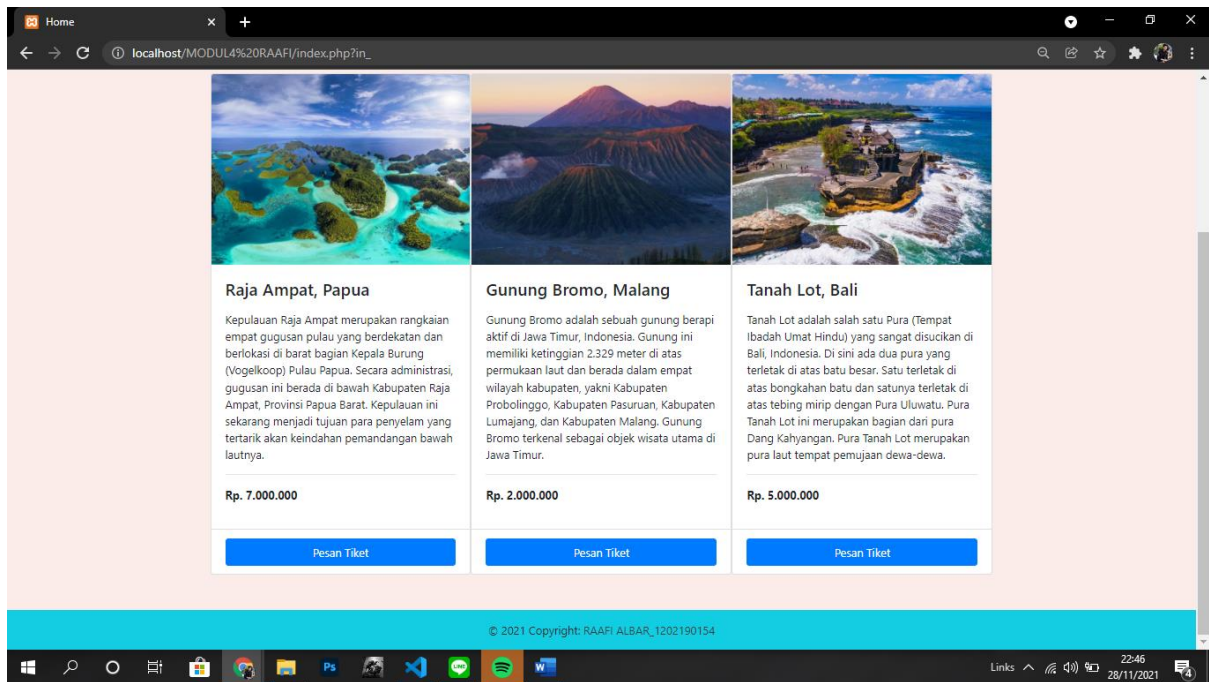 Home
localhost/MODUL4%20RAAFI/index.php?in_
Raja Ampat, Papua
Kepulauan Raja Ampat merupakan rangkaian
empat gugusan pulau yang berdekatan dan
berlokasi di barat bagian Kepala Burung
(Vogelkoop) Pulau Papua. Secara administrasi,
gugusan ini berada di bawah Kabupaten Raja
Ampat, Provinsi Papua Barat. Kepulauan ini
sekarang menjadi tujuan para penyelam yang
tertarik akan keindahan pemandangan bawah
lautnya.
Rp. 7.000.000
Pesan Tiket
Gunung Bromo, Malang
Gunung Bromo adalah sebuah gunung berapi
aktif di Jawa Timur, Indonesia. Gunung ini
memiliki ketinggian 2.329 meter di atas
permukaan laut dan berada dalam empat
wilayah kabupaten, yakni Kabupaten
Probolinggo, Kabupaten Pasuruan, Kabupaten
Lumajang, dan Kabupaten Malang. Gunung
Bromo terkenal sebagai objek wisata utama di
Jawa Timur.
Rp. 2.000.000
Pesan Tiket
Tanah Lot, Bali
Tanah Lot adalah salah satu Pura (Tempat
Ibadah Umat Hindu) yang sangat disucikan di
Bali, Indonesia. Di sini ada dua pura yang
terletak di atas batu besar. Satu terletak di
atas bongkahan batu dan satunya terletak di
atas tebing mirip dengan Pura Uluwatu. Pura
Tanah Lot ini merupakan bagian dari pura
Dang Kahyangan. Pura Tanah Lot merupakan
pura laut tempat pemujaan dewa-dewa.
Rp. 5.000.000
Pesan Tiket
© 2021 Copyright: RAAFI ALBAR_1202190154
Ps
LINE
W
Links
22:46
28/11/2021
4